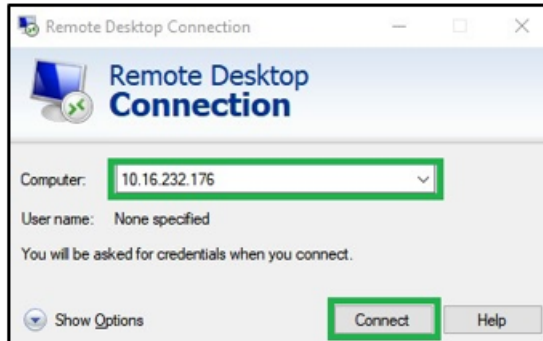 Remote Desktop Connection
Remote Desktop
Connection
Computer: 10.16.232.176
User name: None specified
You will be asked for credentials when you connect.
Show Options Connect Help